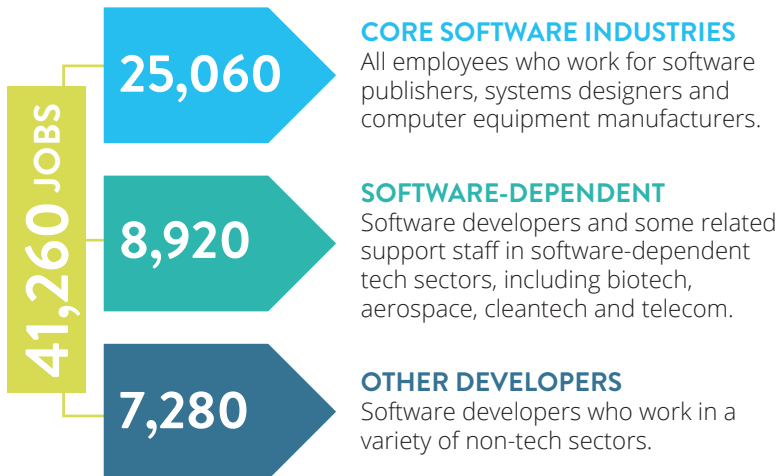 41,260 JOBS
25,060
CORE SOFTWARE INDUSTRIES
All employees who work for software
publishers, systems designers and
computer equipment manufacturers.
8,920
SOFTWARE-DEPENDENT
Software developers and some related
support staff in software-dependent
tech sectors, including biotech,
aerospace, cleantech and telecom.
7,280
OTHER DEVELOPERS
Software developers who work in a
variety of non-tech sectors.